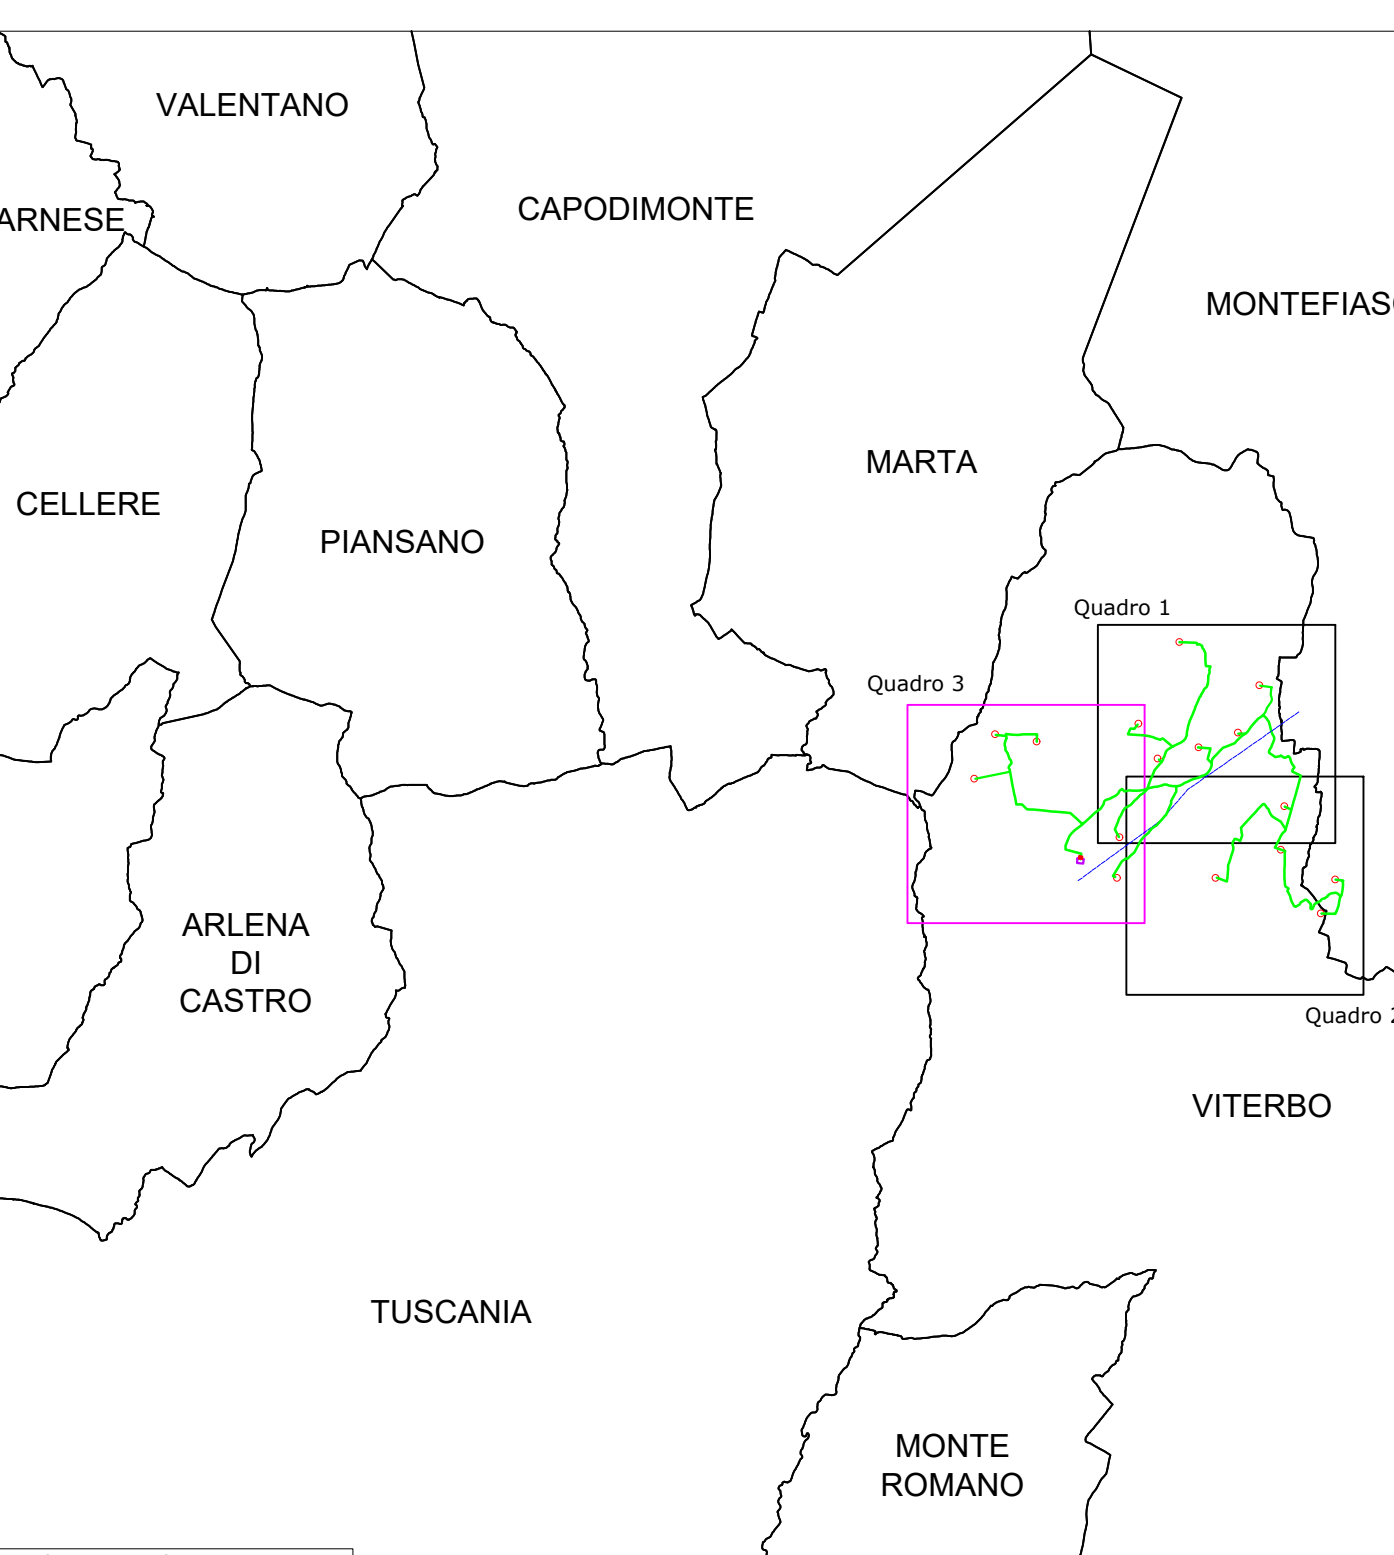 VALENTANO
CAPODIMONTE
ARNESE
MONTEFIASC
MARTA
CELLERE
PIANSANO
Quadro 1
Quadro 3
ARLENA
DI
CASTRO
Quadro 2
VITERBO
TUSCANIA
MONTE
ROMANO